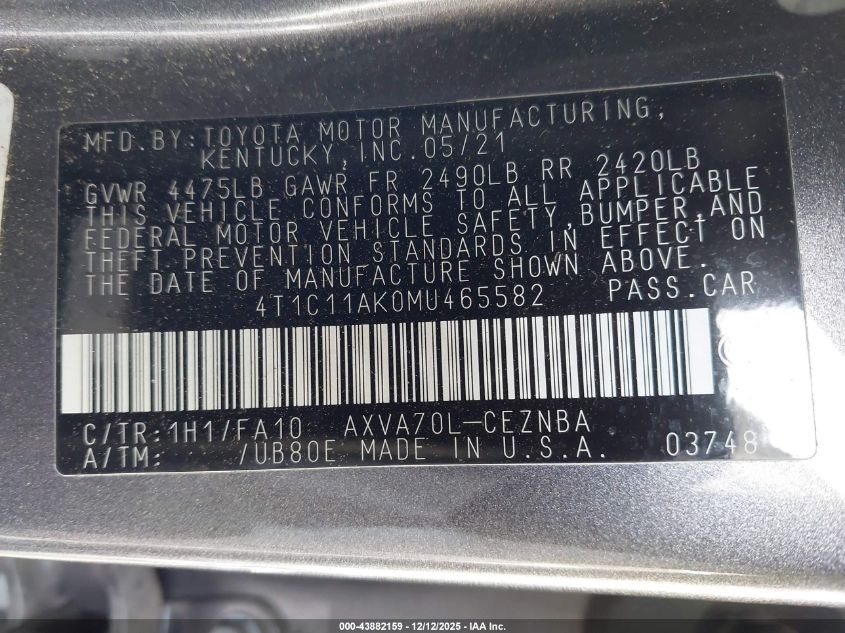 MFD.BY:TOYOTA MOTOR MANUFACTURING,
KENTUCKY,INC.05/21
GVWR 4475LB GAWR FR 2490LB RR 2420LB
THIS VEHICLE CONFORMS TO ALL APPLICABLE
FEDERAL MOTOR VEHICLE SAFETY,BUMPER,AND
THEFT PREVENTION STANDARDS IN EFFECT ON
THE DATE OF MANUFACTURE SHOWN ABOVE.
4T1C11AK0MU465582 PASS.CAR
C/TR:1H1/FA10 AXVA70L-CEZNBA
A/TM: /UB80E MADE IN U.S.A. 03748
000-43882159 - 12/12/2025 - IAA Inc.